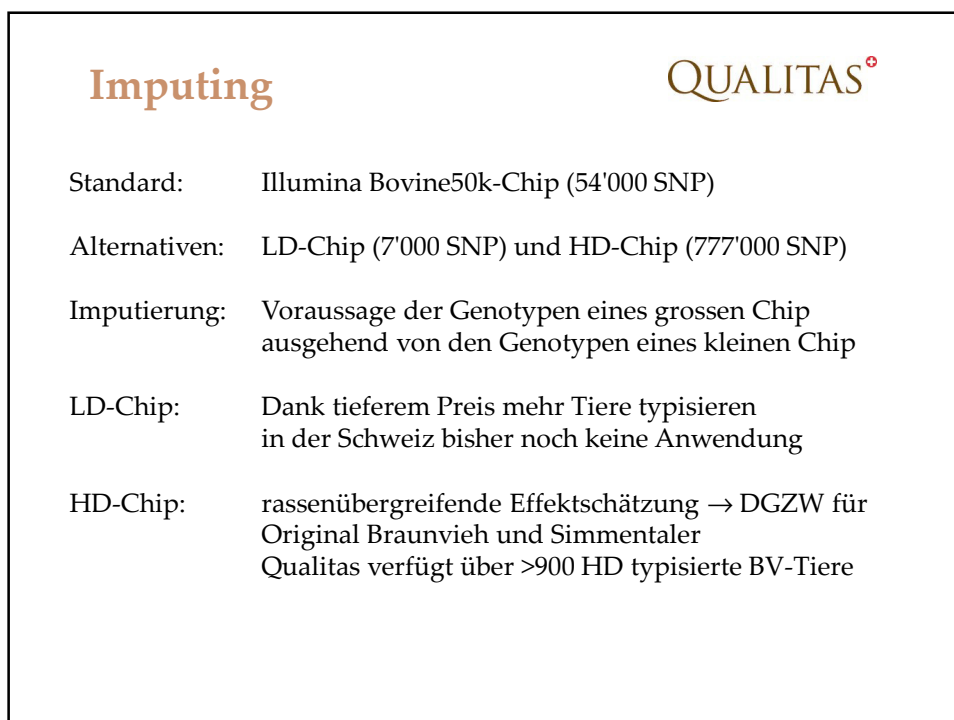 Imputing
QUALITAS
Standard: Illumina Bovine50k-Chip (54'000 SNP)
Alternativen: LD-Chip (7'000 SNP) und HD-Chip (777'000 SNP)
Imputierung: Voraussage der Genotypen eines grossen Chip
ausgehend von den Genotypen eines kleinen Chip
LD-Chip: Dank tieferem Preis mehr Tiere typisieren
in der Schweiz bisher noch keine Anwendung
HD-Chip: rassenübergreifende Effektschätzung → DGZW für
Original Braunvieh und Simmentaler
Qualitas verfügt über >900 HD typisierte BV-Tiere